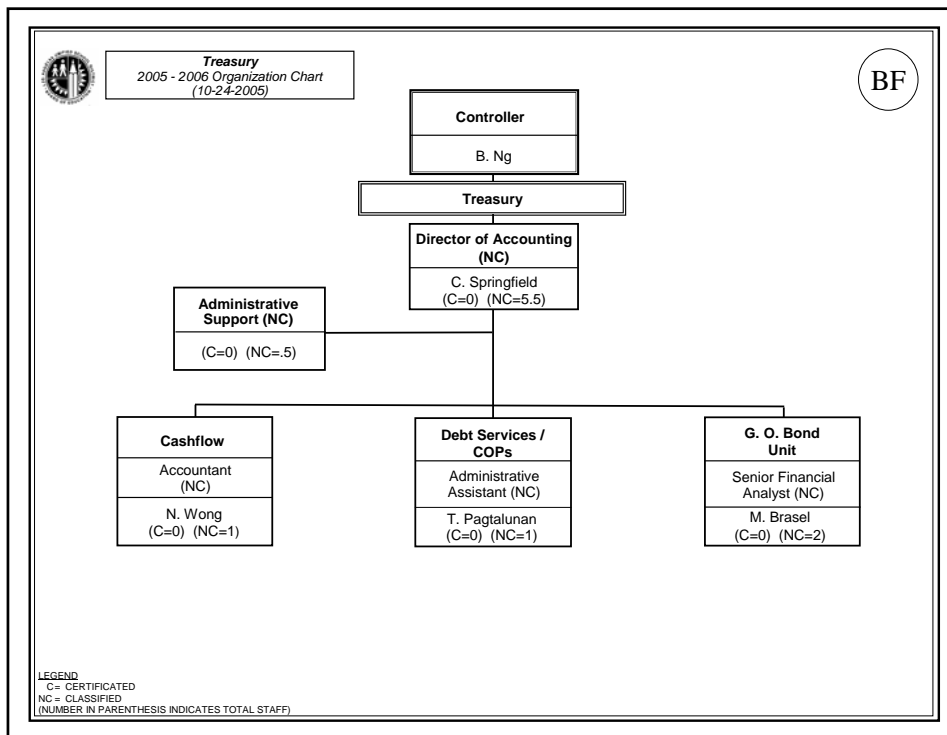 Treasury
2005 - 2006 Organization Chart
(10-24-2005)
BF
Controller
B. Ng
Treasury
Director of Accounting
(NC)
C. Springfield
(C=0) (NC=5.5)
Administrative
Support (NC)
(C=0) (NC=.5)
Cashflow
Accountant
(NC)
N. Wong
(C=0) (NC=1)
Debt Services /
COPs
Administrative
Assistant (NC)
T. Pagtalunan
(C=0) (NC=1)
G. O. Bond
Unit
Senior Financial
Analyst (NC)
M. Brasel
(C=0) (NC=2)
LEGEND
C= CERTIFICATED
NC = CLASSIFIED
(NUMBER IN PARENTHESIS INDICATES TOTAL STAFF)